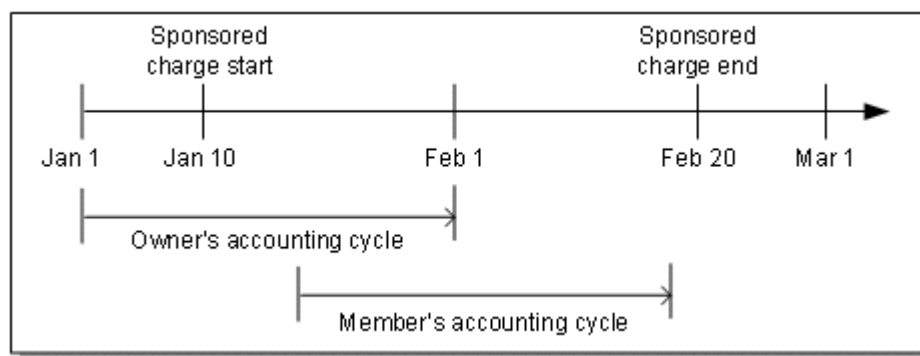 Sponsored
charge start
Sponsored
charge end
Jan 1
Jan 10
Feb 1
Feb 20
Mar 1
Owner's accounting cycle
Member's accounting cycle